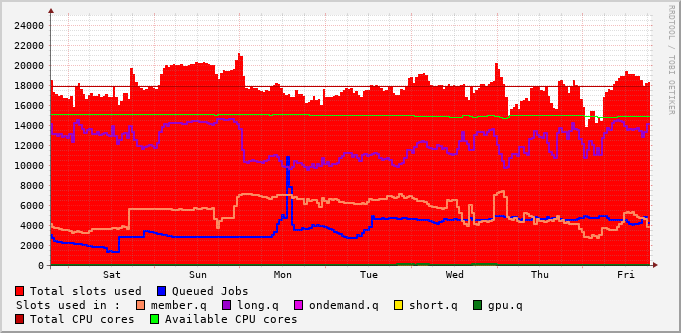 24000
22000
20000
18000
16000
14000
12000
10000
8000
6000
4000
2000
0
Sat Sun Mon Tue Wed Thu Fri
RRDTOOL / TOBI OETIKER
Total slots used Queued Jobs
Slots used in : member.q long.q ondemand.q short.q gpu.q
Total CPU cores Available CPU cores